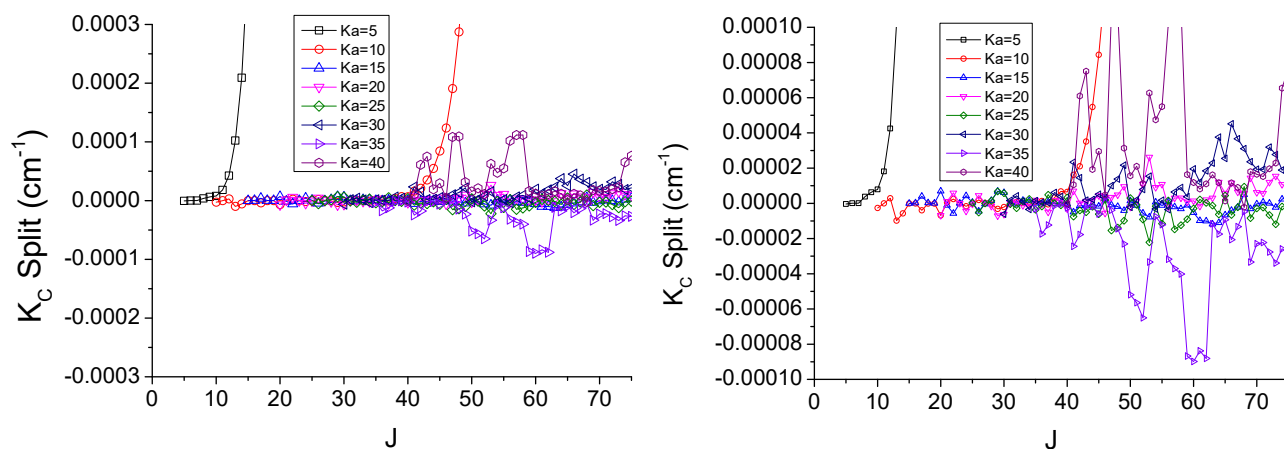 0.0003
0.0002
0.0001
0.0000
-0.0001
-0.0002
-0.0003
K_C Split (cm⁻¹)
0 10 20 30 40 50 60 70
J
Ka=5
Ka=10
Ka=15
Ka=20
Ka=25
Ka=30
Ka=35
Ka=40
0.00010
0.00008
0.00006
0.00004
0.00002
0.00000
-0.00002
-0.00004
-0.00006
-0.00008
-0.00010
K_C Split (cm⁻¹)
0 10 20 30 40 50 60 70
J
Ka=5
Ka=10
Ka=15
Ka=20
Ka=25
Ka=30
Ka=35
Ka=40